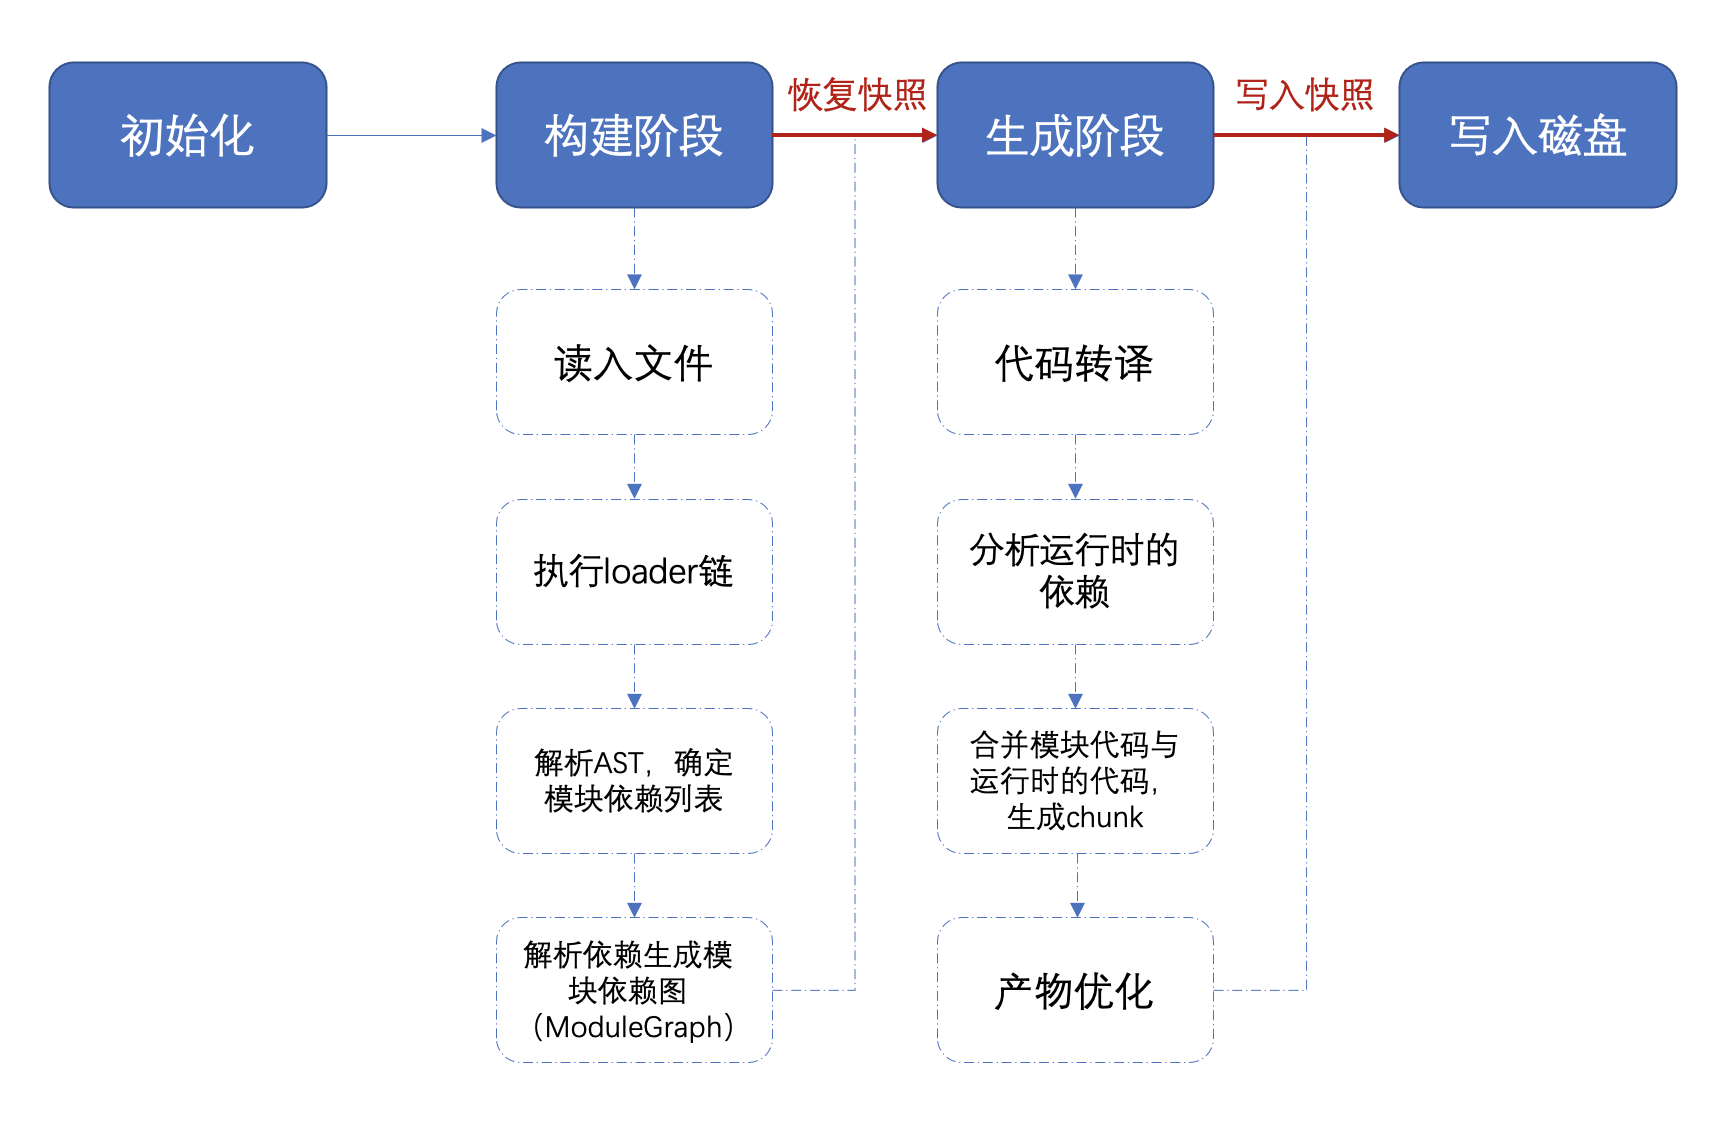 初始化
构建阶段
恢复快照
生成阶段
写入快照
写入磁盘
读入文件
执行loader链
解析AST，确定
模块依赖列表
解析依赖生成模
块依赖图
（ModuleGraph）
代码转译
分析运行时的
依赖
合并模块代码与
运行时的代码，
生成chunk
产物优化